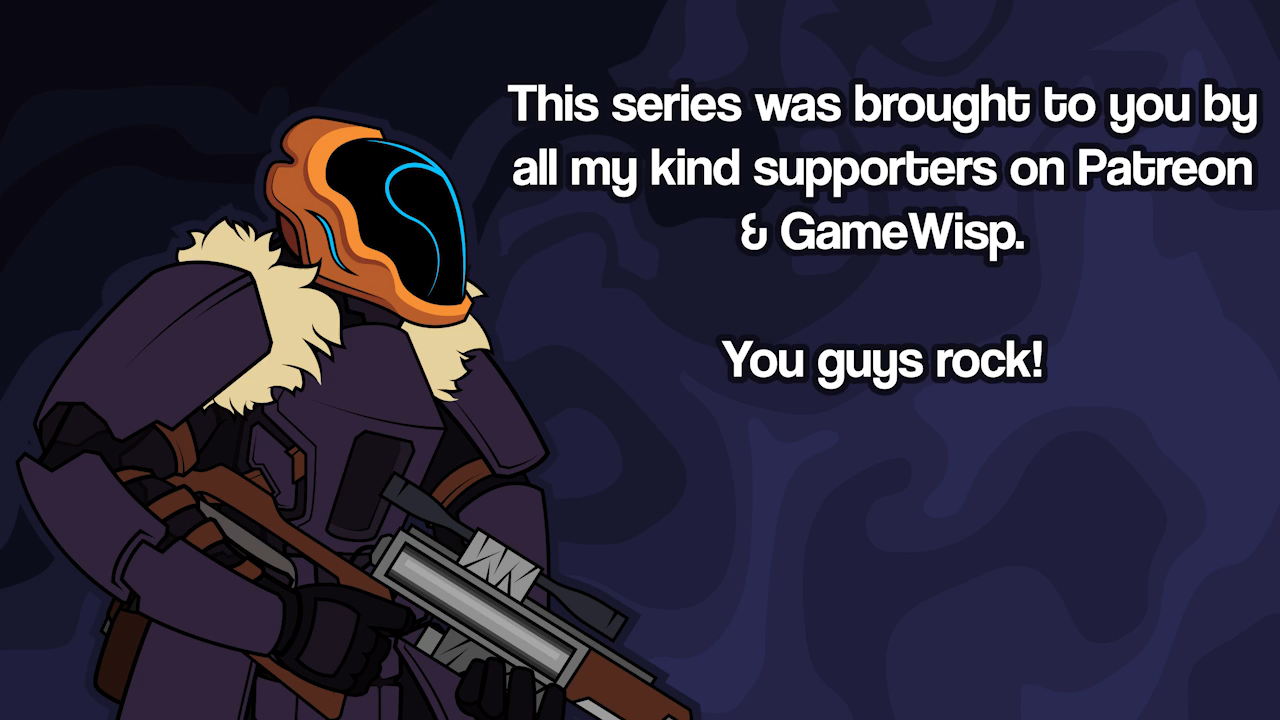 This series was brought to you by
all my kind supporters on Patreon
& GameWisp.
You guys rock!